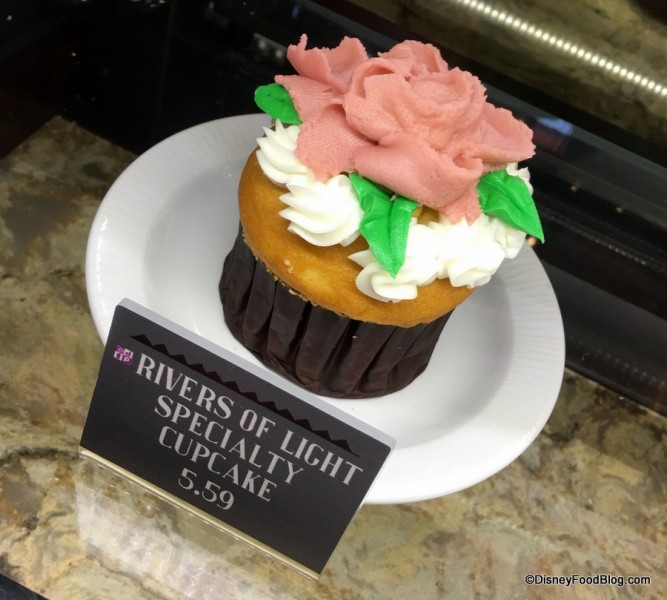 RIVERS OF LIGHT
SPECIALTY
CUPCAKE
5.59
©DisneyFoodBlog.com